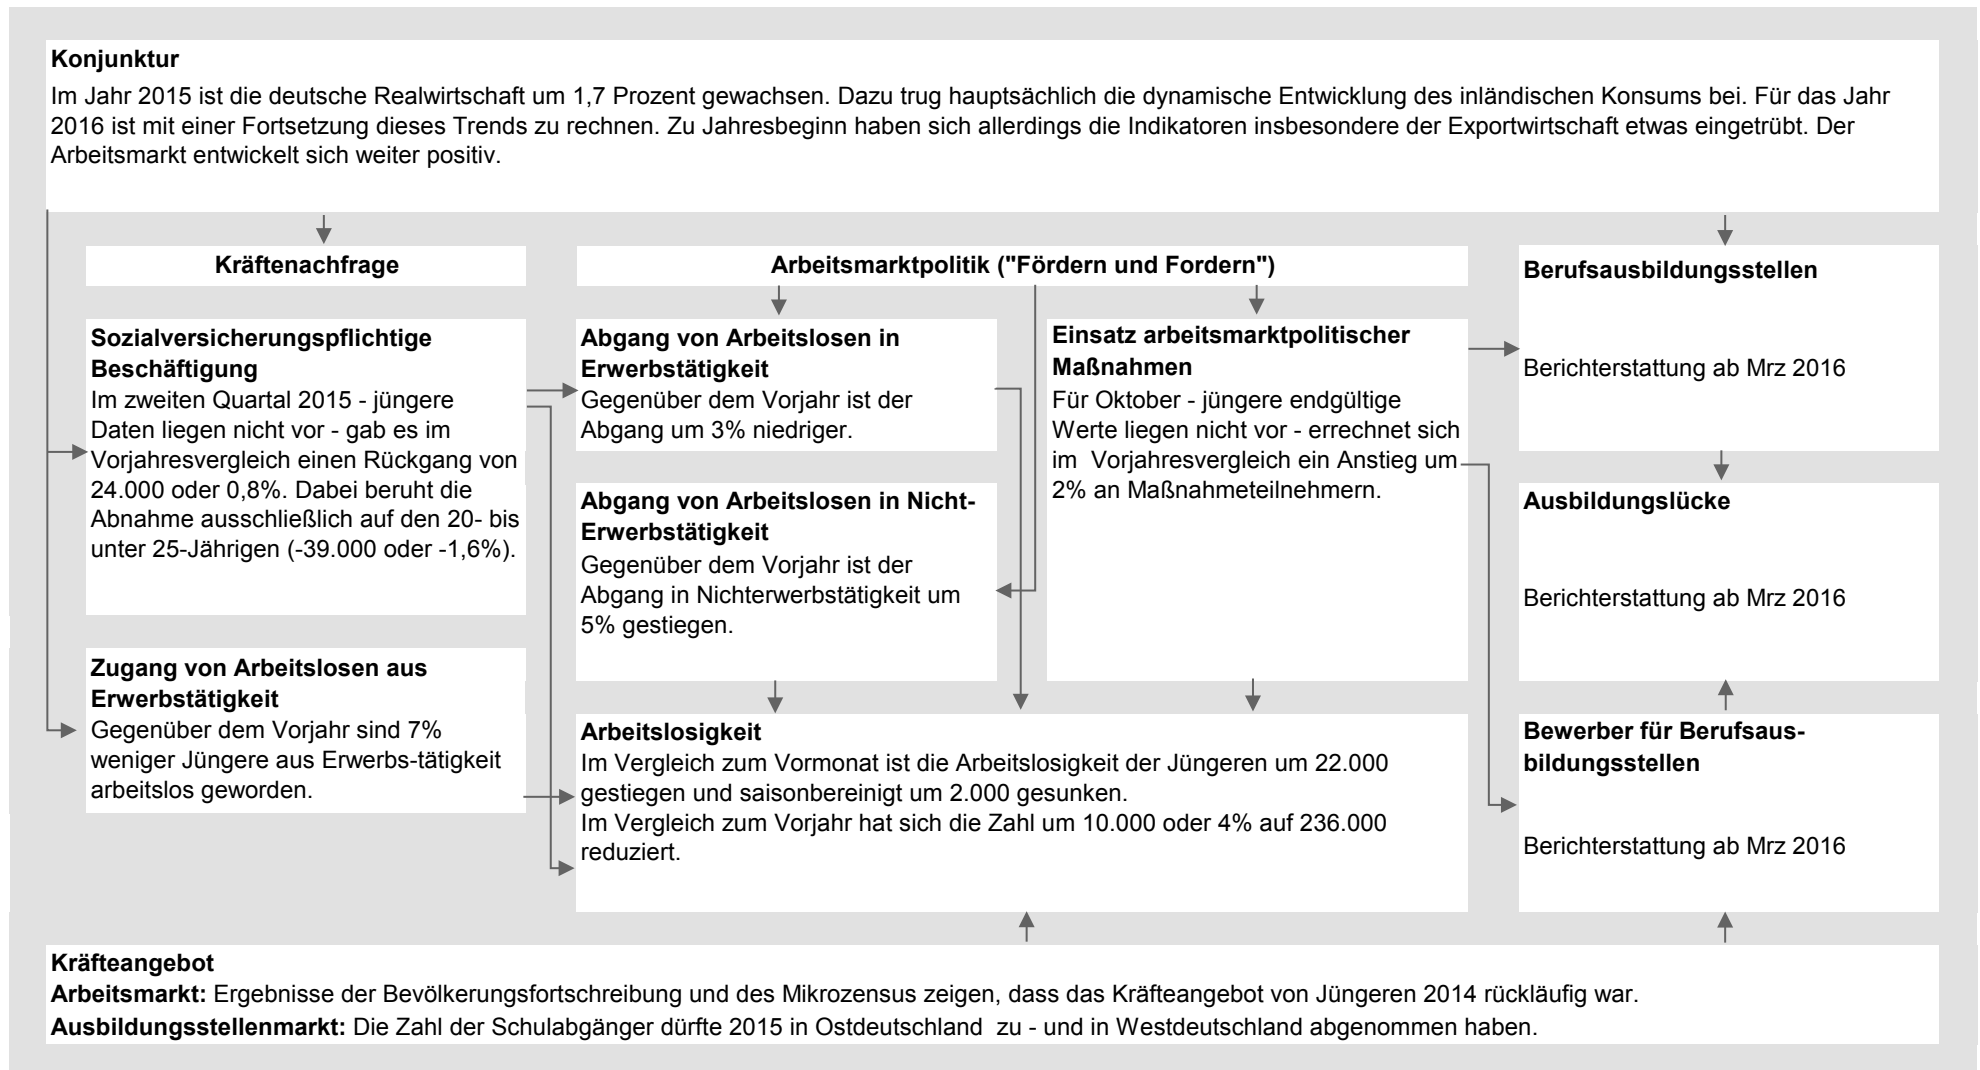 Konjunktur
Im Jahr 2015 ist die deutsche Realwirtschaft um 1,7 Prozent gewachsen. Dazu trug hauptsächlich die dynamische Entwicklung des inländischen Konsums bei. Für das Jahr
2016 ist mit einer Fortsetzung dieses Trends zu rechnen. Zu Jahresbeginn haben sich allerdings die Indikatoren insbesondere der Exportwirtschaft etwas eingetrübt. Der
Arbeitsmarkt entwickelt sich weiter positiv.
Kräftenachfrage
Sozialversicherungspflichtige
Beschäftigung
Im zweiten Quartal 2015 - jüngere
Daten liegen nicht vor - gab es im
Vorjahresvergleich einen Rückgang von
24.000 oder 0,8%. Dabei beruht die
Abnahme ausschließlich auf den 20- bis
unter 25-Jährigen (-39.000 oder -1,6%).
Zugang von Arbeitslosen aus
Erwerbstätigkeit
Gegenüber dem Vorjahr sind 7%
weniger Jüngere aus Erwerbs-tätigkeit
arbeitslos geworden.
Arbeitsmarktpolitik ("Fördern und Fordern")
Abgang von Arbeitslosen in
Erwerbstätigkeit
Gegenüber dem Vorjahr ist der
Abgang um 3% niedriger.
Abgang von Arbeitslosen in Nicht-
Erwerbstätigkeit
Gegenüber dem Vorjahr ist der
Abgang in Nichterwerbstätigkeit um
5% gestiegen.
Einsatz arbeitsmarktpolitischer
Maßnahmen
Für Oktober - jüngere endgültige
Werte liegen nicht vor - errechnet sich
im  Vorjahresvergleich ein Anstieg um
2% an Maßnahmeteilnehmern.
Arbeitslosigkeit
Im Vergleich zum Vormonat ist die Arbeitslosigkeit der Jüngeren um 22.000
gestiegen und saisonbereinigt um 2.000 gesunken.
Im Vergleich zum Vorjahr hat sich die Zahl um 10.000 oder 4% auf 236.000
reduziert.
Berufsausbildungsstellen
Berichterstattung ab Mrz 2016
Ausbildungslücke
Berichterstattung ab Mrz 2016
Bewerber für Berufsaus-
bildungsstellen
Berichterstattung ab Mrz 2016
Kräfteangebot
Arbeitsmarkt: Ergebnisse der Bevölkerungsfortschreibung und des Mikrozensus zeigen, dass das Kräfteangebot von Jüngeren 2014 rückläufig war.
Ausbildungsstellenmarkt: Die Zahl der Schulabgänger dürfte 2015 in Ostdeutschland  zu - und in Westdeutschland abgenommen haben.